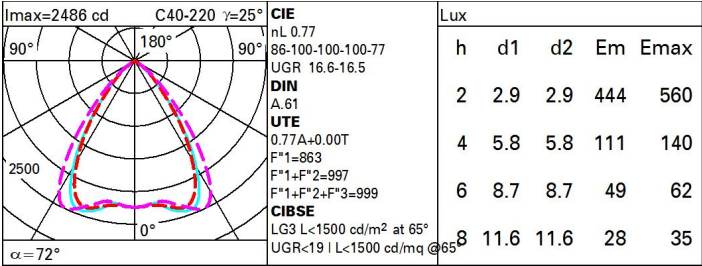 Imax=2486 cd C40-220 γ=25°
90° 180° 90°
2500
0°
α=72°
CIE
nL 0.77
86-100-100-100-77
UGR 16.6-16.5
DIN
A.61
UTE
0.77A+0.00T
F"1=863
F"1+F"2=997
F"1+F"2+F"3=999
CIBSE
LG3 L<1500 cd/m² at 65°
UGR<19 | L<1500 cd/mq @65°
Lux
h d1 d2 Em Emax
2 2.9 2.9 444 560
4 5.8 5.8 111 140
6 8.7 8.7 49 62
8 11.6 11.6 28 35